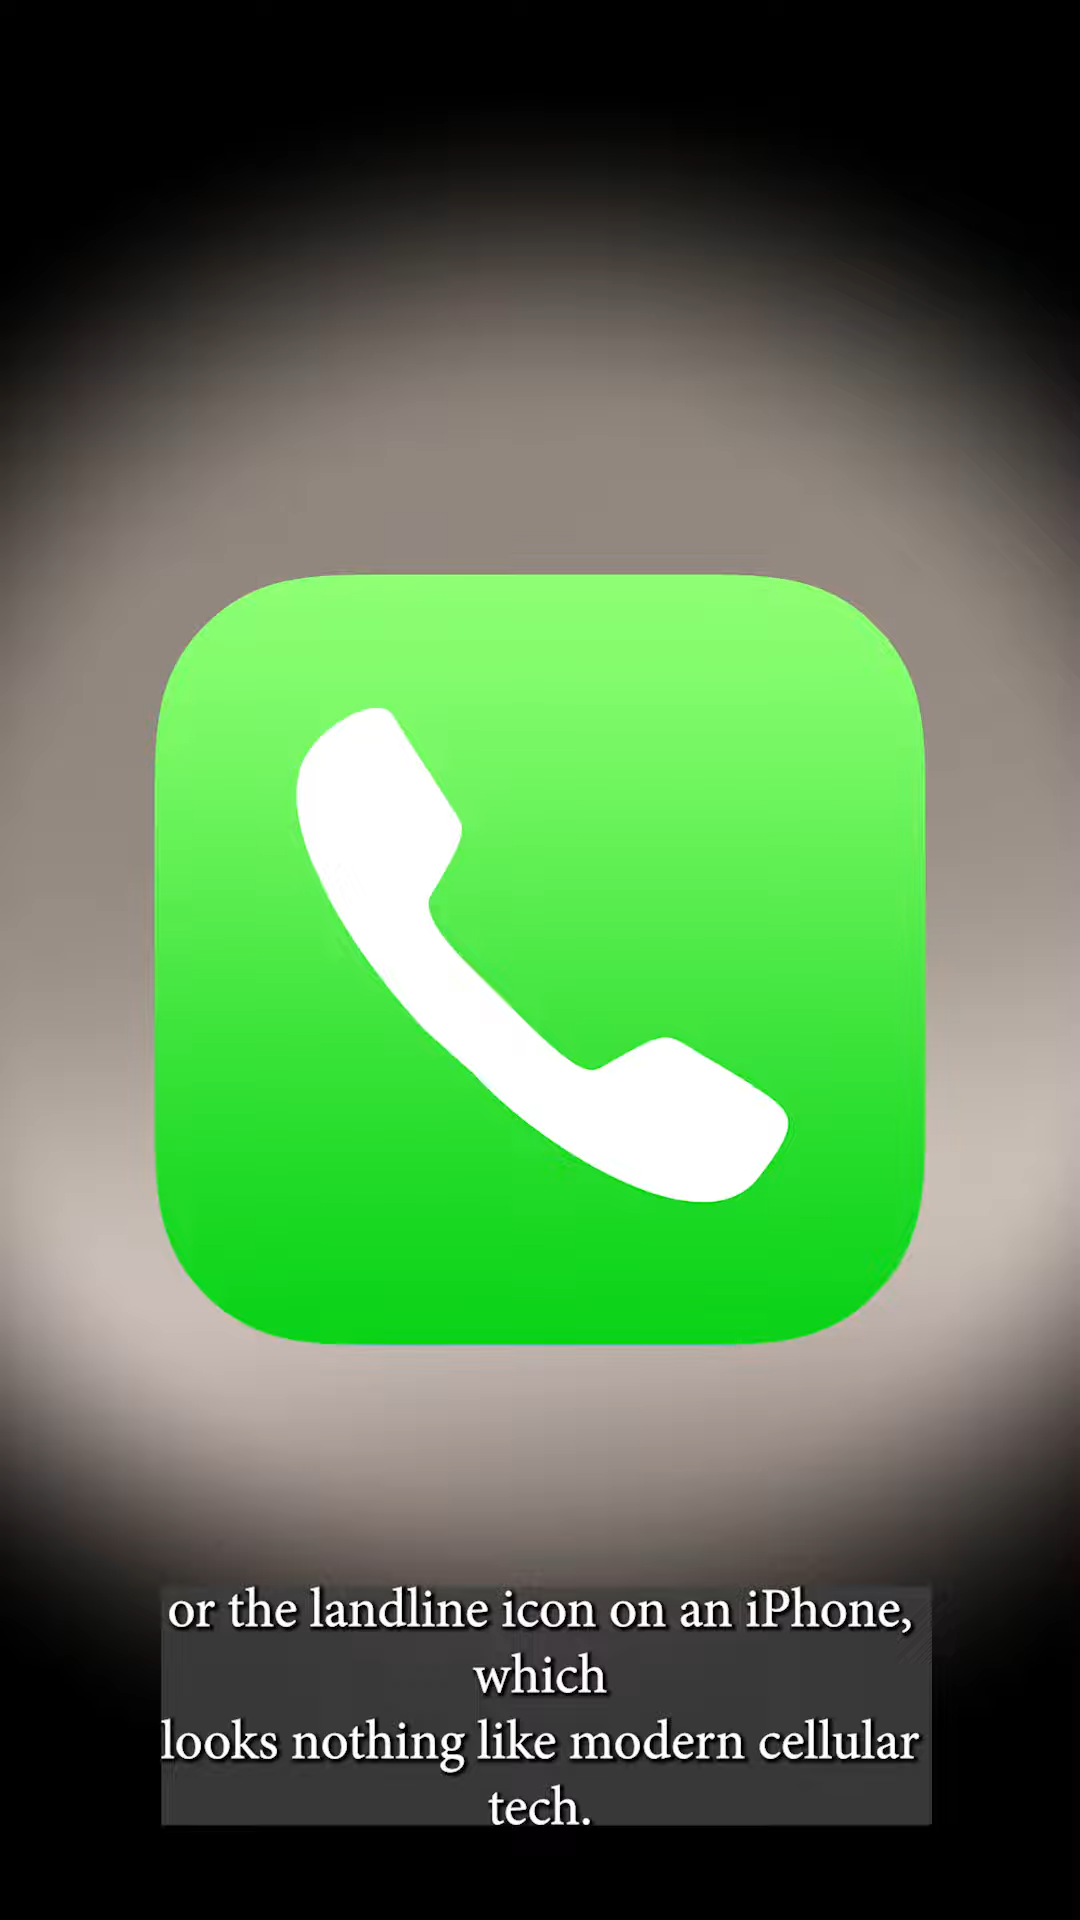 or the landline icon on an iPhone,
which
looks nothing like modern cellular
tech.